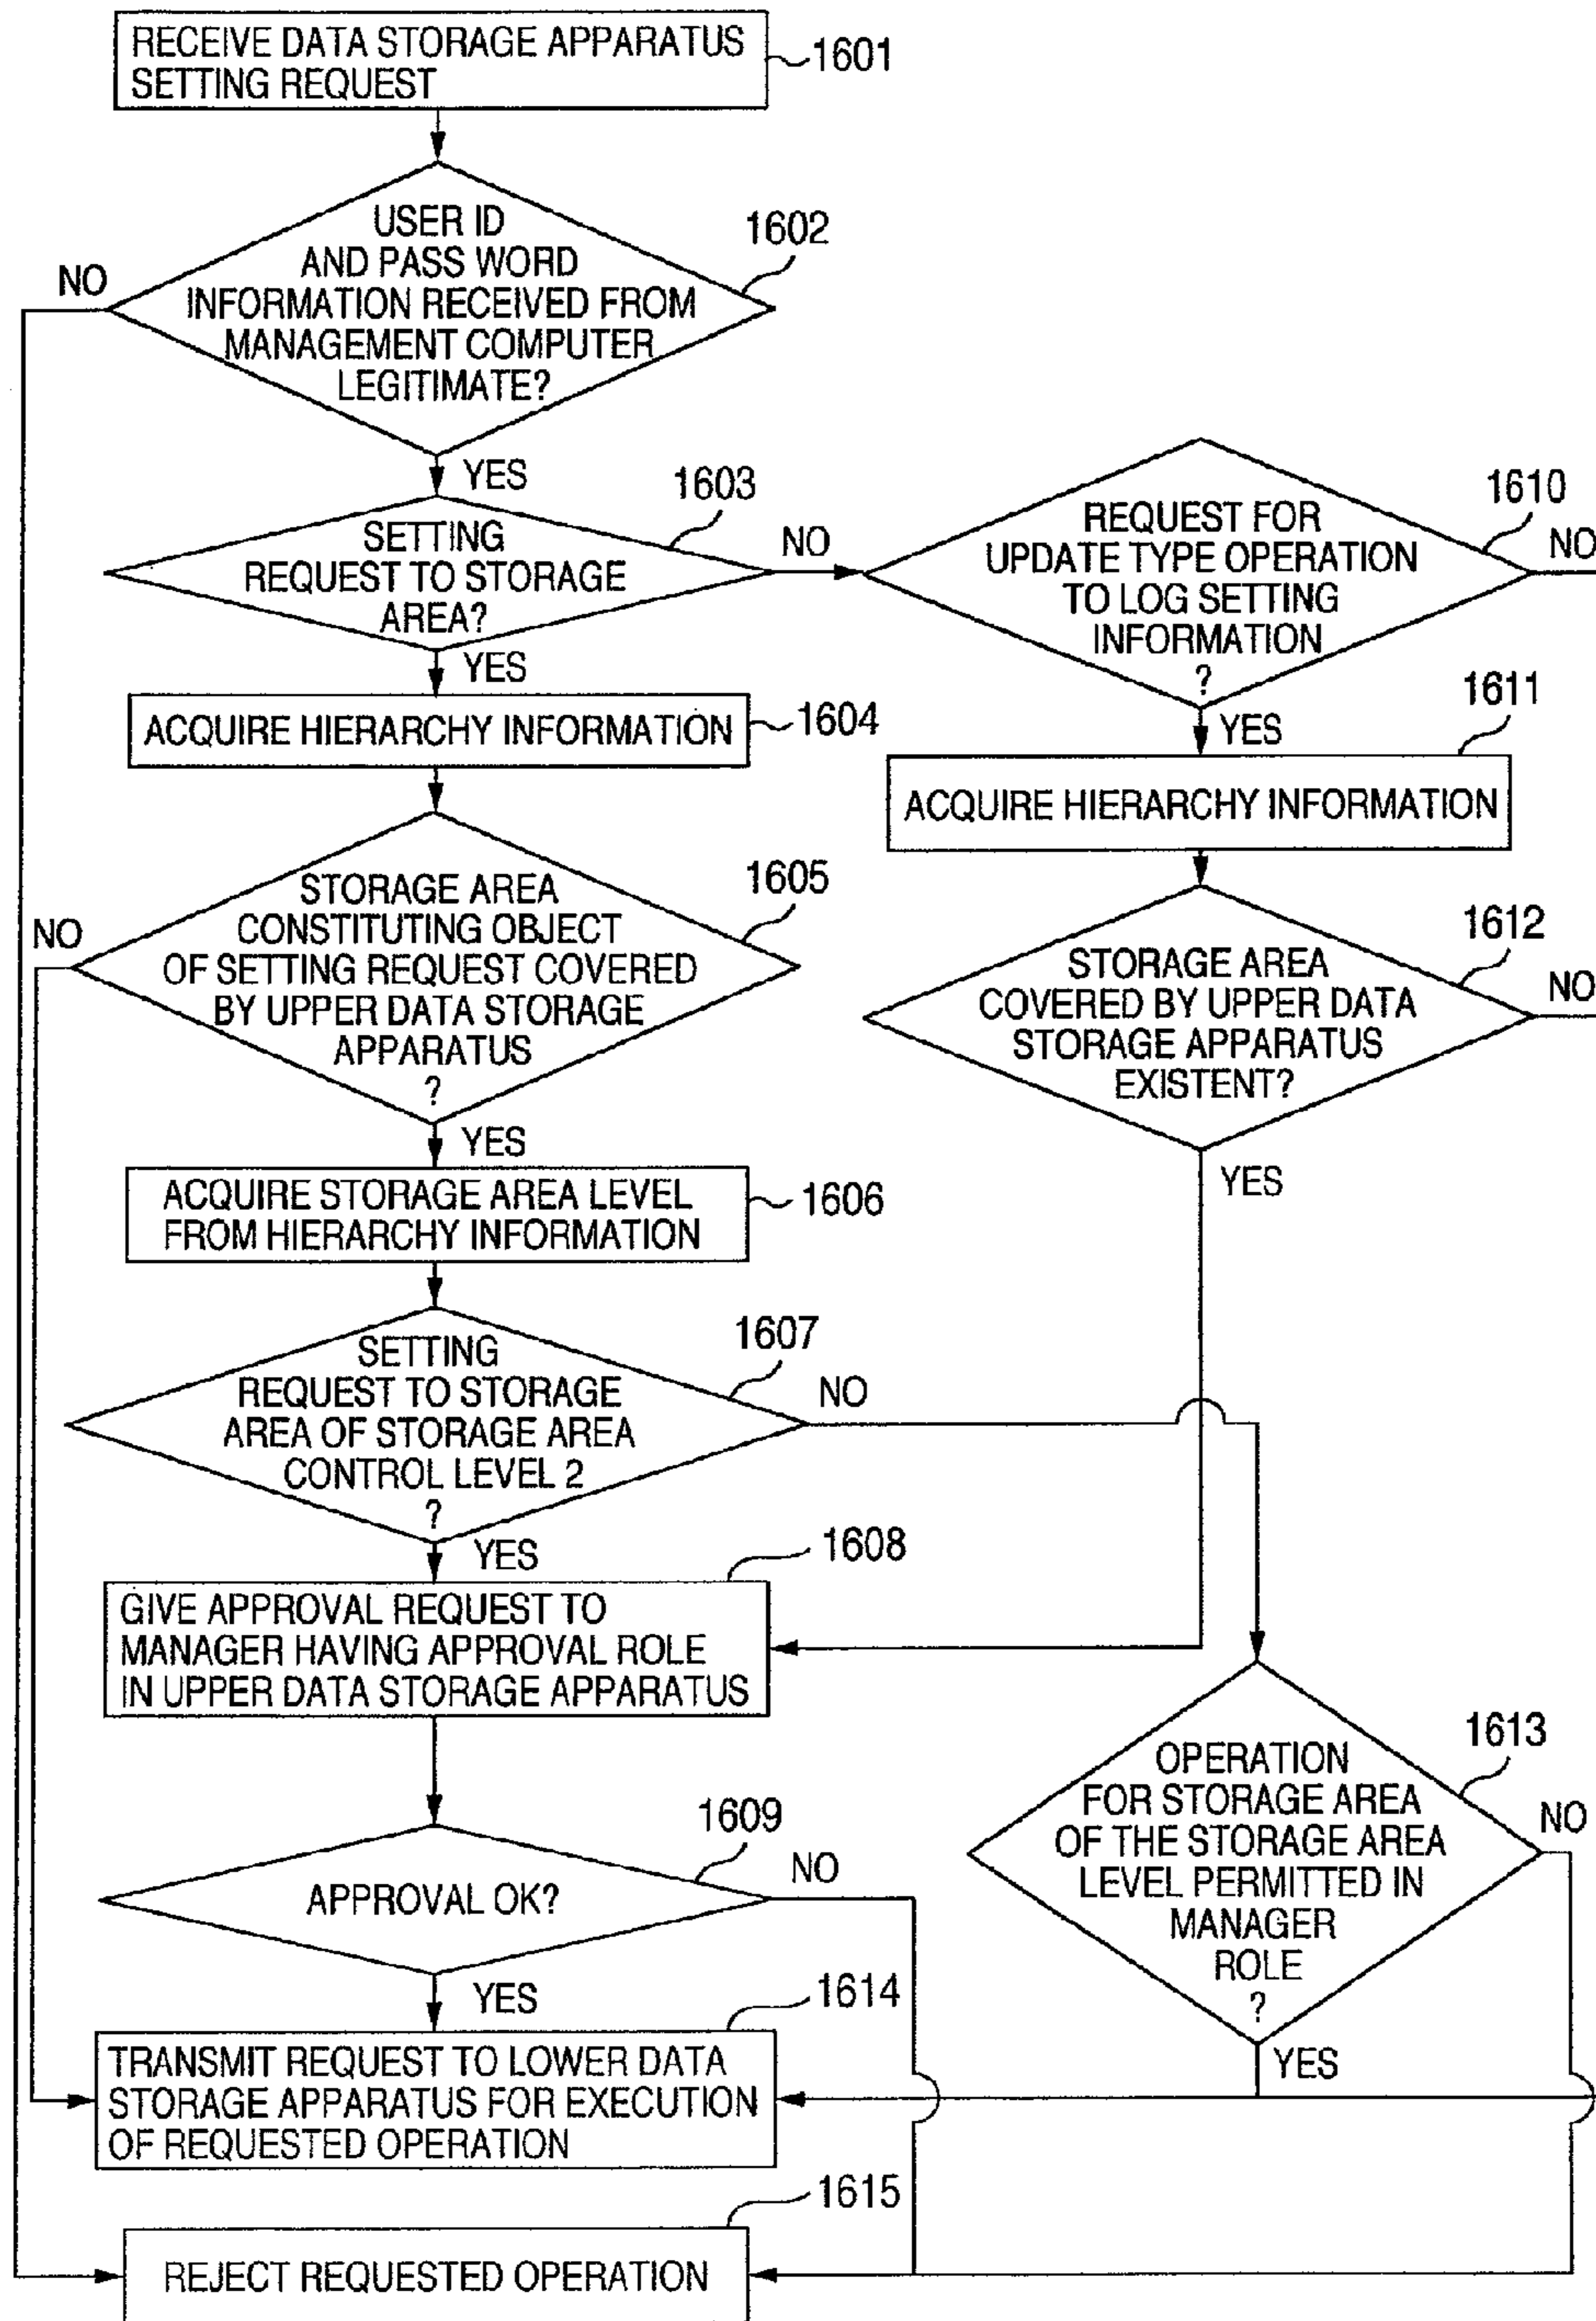 RECEIVE DATA STORAGE APPARATUS
SETTING REQUEST
1601
USER ID
AND PASS WORD
INFORMATION RECEIVED FROM
MANAGEMENT COMPUTER
LEGITIMATE?
1602
NO
YES
SETTING
REQUEST TO STORAGE
AREA?
1603
NO
YES
REQUEST FOR
UPDATE TYPE OPERATION
TO LOG SETTING
INFORMATION
?
1610
NO
YES
ACQUIRE HIERARCHY INFORMATION
1604
ACQUIRE HIERARCHY INFORMATION
1611
STORAGE AREA
CONSTITUTING OBJECT
OF SETTING REQUEST COVERED
BY UPPER DATA STORAGE
APPARATUS
?
1605
NO
YES
STORAGE AREA
COVERED BY UPPER DATA
STORAGE APPARATUS
EXISTENT?
1612
NO
YES
ACQUIRE STORAGE AREA LEVEL
FROM HIERARCHY INFORMATION
1606
SETTING
REQUEST TO STORAGE
AREA OF STORAGE AREA
CONTROL LEVEL 2
?
1607
NO
YES
GIVE APPROVAL REQUEST TO
MANAGER HAVING APPROVAL ROLE
IN UPPER DATA STORAGE APPARATUS
1608
APPROVAL OK?
1609
NO
YES
OPERATION
FOR STORAGE AREA
OF THE STORAGE AREA
LEVEL PERMITTED IN
MANAGER
ROLE
?
1613
NO
YES
TRANSMIT REQUEST TO LOWER DATA
STORAGE APPARATUS FOR EXECUTION
OF REQUESTED OPERATION
1614
REJECT REQUESTED OPERATION
1615